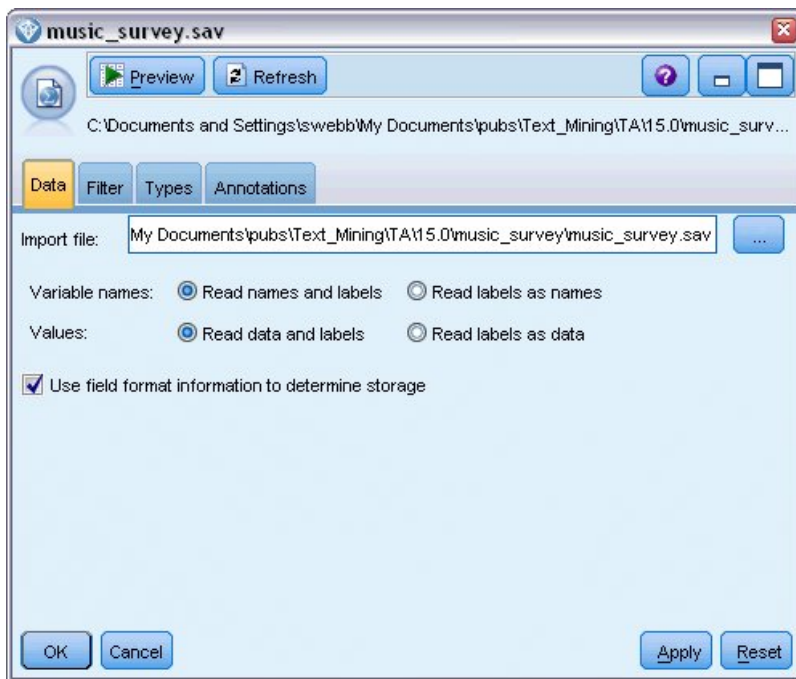 music_survey.sav
Preview Refresh
C:\Documents and Settings\swebb\My Documents\pubs\Text_Mining\TA\15.0\music_surv...
Data Filter Types Annotations
Import file: My Documents\pubs\Text_Mining\TA\15.0\music_survey\music_survey.sav ...
Variable names: Read names and labels Read labels as names
Values: Read data and labels Read labels as data
Use field format information to determine storage
OK Cancel Apply Reset